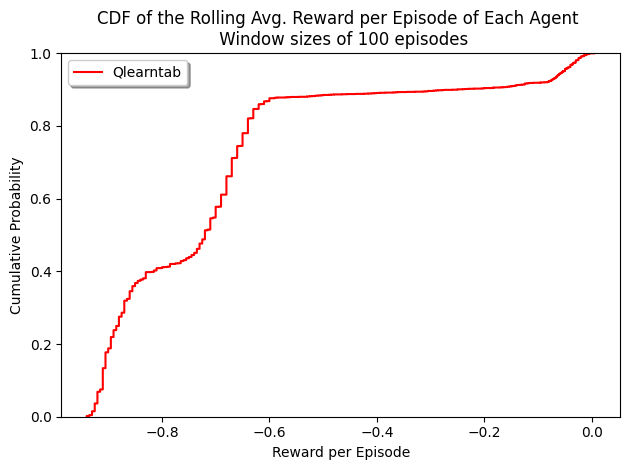 CDF of the Rolling Avg. Reward per Episode of Each Agent
Window sizes of 100 episodes
Qlearntab
1.0
0.8
0.6
0.4
0.2
0.0
Cumulative Probability
−0.8 −0.6 −0.4 −0.2 0.0
Reward per Episode